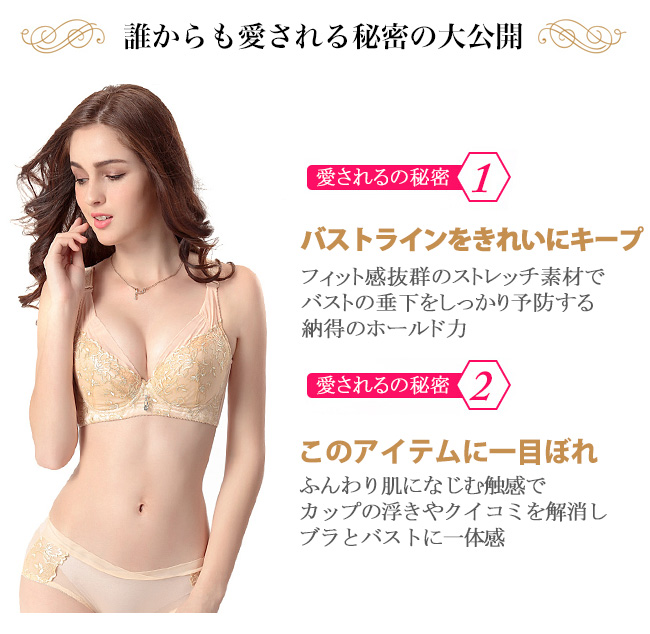 誰からも愛される秘密の大公開
愛されるの秘密 1
バストラインをきれいにキープ
フィット感抜群のストレッチ素材で
バストの垂下をしっかり予防する
納得のホールド力
愛されるの秘密 2
このアイテムに一目ぼれ
ふんわり肌になじむ触感で
カップの浮きやクイコミを解消し
ブラとバストに一体感